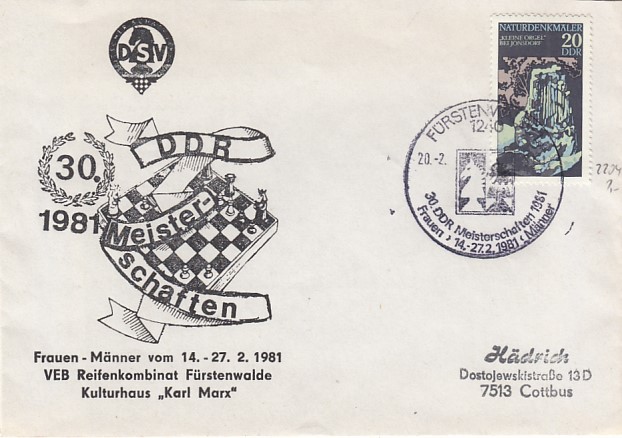 DSV
NATURDENKMÄLER
„KLEINE ORGEL"
BEI JONSDORF
20
DDR
FÜRSTENW
1240
20.-2.
30. DDR Meisterschaften 1981
Frauen › 14.-27.2.1981 ‹ Männer
DDR
30.
1981
Meister-
schaften
Frauen - Männer vom 14. - 27. 2. 1981
VEB Reifenkombinat Fürstenwalde
Kulturhaus „Karl Marx"
Hädrich
Dostojewskistraße 13 D
7513 Cottbus